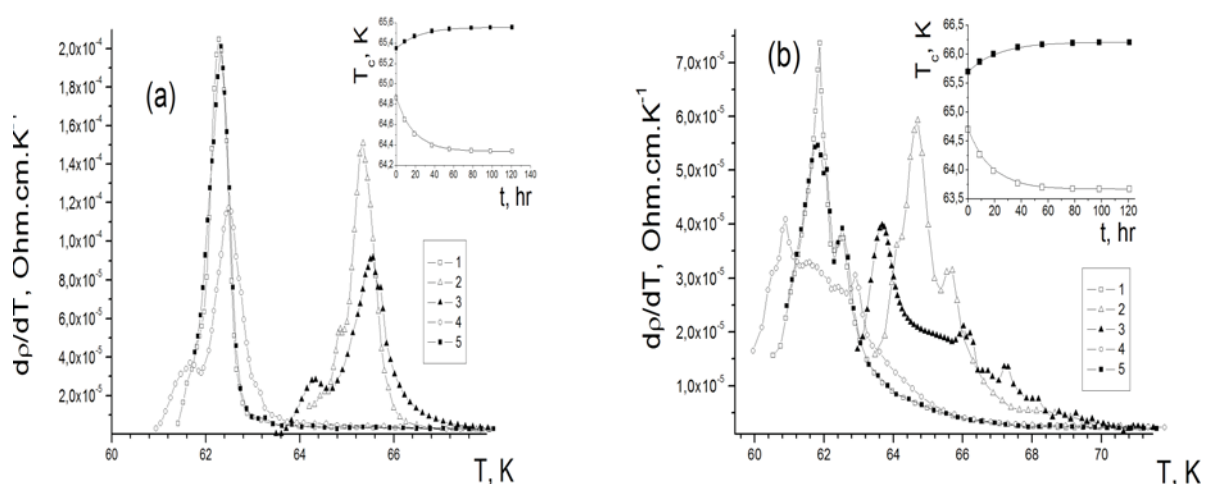 (a)
dρ/dT, Ohm.cm.K⁻¹
2,0x10⁻⁴
1,8x10⁻⁴
1,6x10⁻⁴
1,4x10⁻⁴
1,2x10⁻⁴
1,0x10⁻⁴
8,0x10⁻⁵
6,0x10⁻⁵
4,0x10⁻⁵
2,0x10⁻⁵
60 62 64 66
T, K
1
2
3
4
5
T_c, K
65,6
65,2
64,8
64,4
64,2
0 20 40 60 80 100 120 140
t, hr
(b)
dρ/dT, Ohm.cm.K⁻¹
7,0x10⁻⁵
6,0x10⁻⁵
5,0x10⁻⁵
4,0x10⁻⁵
3,0x10⁻⁵
2,0x10⁻⁵
1,0x10⁻⁵
60 62 64 66 68 70
T, K
1
2
3
4
5
T_c, K
66,5
66,0
65,5
65,0
64,5
64,0
63,5
0 20 40 60 80 100 120
t, hr